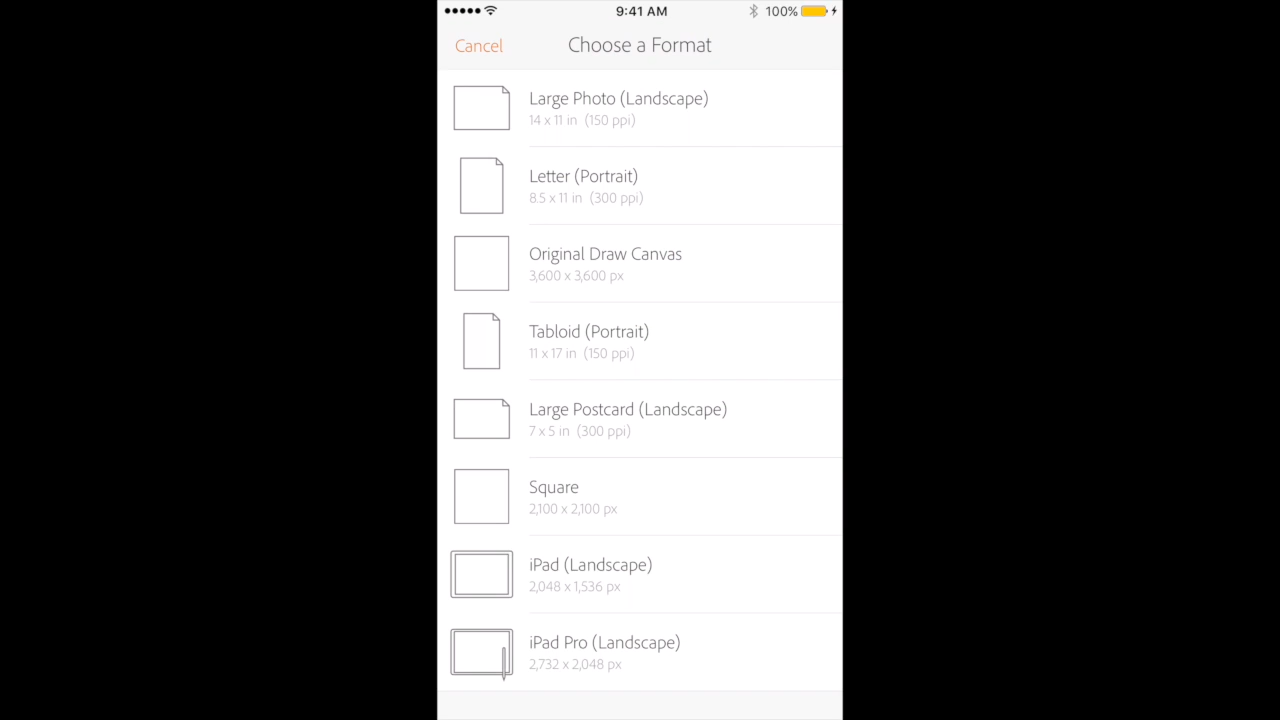 9:41 AM 100%
Cancel Choose a Format
Large Photo (Landscape)
14 x 11 in (150 ppi)
Letter (Portrait)
8.5 x 11 in (300 ppi)
Original Draw Canvas
3,600 x 3,600 px
Tabloid (Portrait)
11 x 17 in (150 ppi)
Large Postcard (Landscape)
7 x 5 in (300 ppi)
Square
2,100 x 2,100 px
iPad (Landscape)
2,048 x 1,536 px
iPad Pro (Landscape)
2,732 x 2,048 px